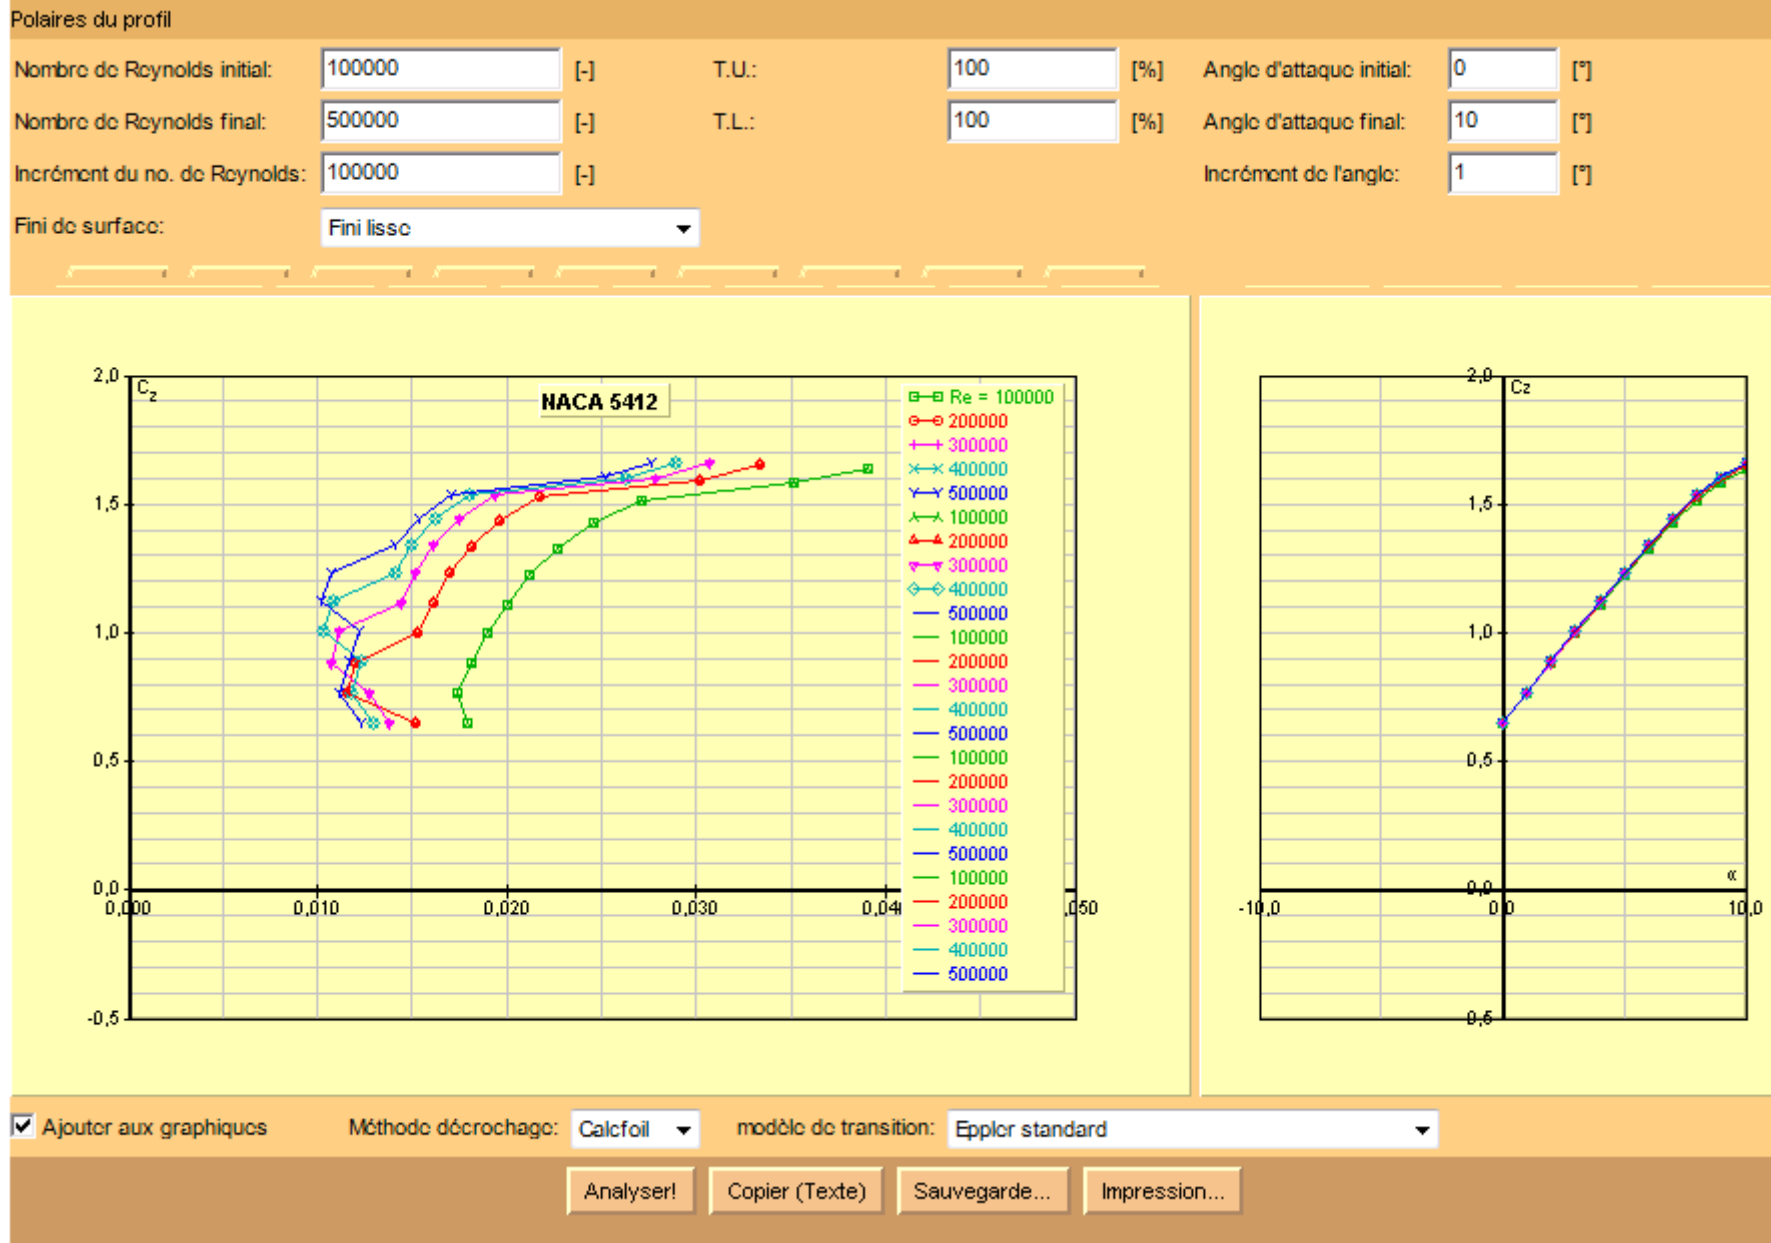 Polaires du profil
Nombre de Reynolds initial: 100000 [-] T.U.: 100 [%] Angle d'attaque initial: 0 [°]
Nombre de Reynolds final: 500000 [-] T.L.: 100 [%] Angle d'attaque final: 10 [°]
Incrément du no. de Reynolds: 100000 [-] Incrément de l'angle: 1 [°]
Fini de surface: Fini lisse
2,0
Cz
NACA 5412
1,5
1,0
0,5
0,0
-0,5
0,000 0,010 0,020 0,030 0,040 ,050
Re = 100000
200000
300000
400000
500000
100000
200000
300000
400000
500000
100000
200000
300000
400000
500000
100000
200000
300000
400000
500000
100000
200000
300000
400000
500000
2,0
Cz
1,5
1,0
0,5
0,0
α
-10,0 0,0 10,0
0,5
Ajouter aux graphiques Méthode décrochage: Calcfoil modèle de transition: Eppler standard
Analyser! Copier (Texte) Sauvegarde... Impression...